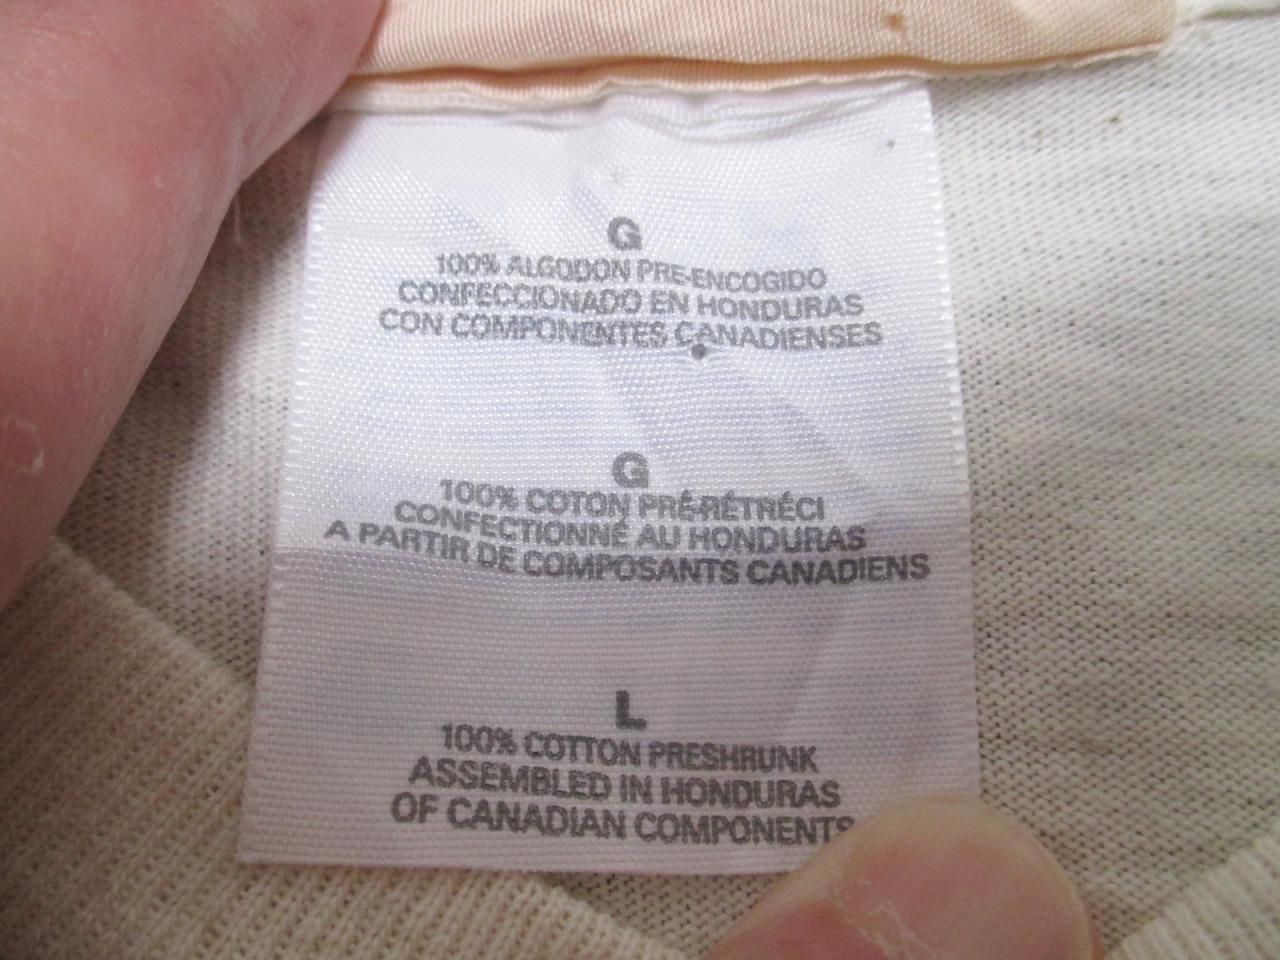 G
100% ALGODON PRE-ENCOGIDO
CONFECCIONADO EN HONDURAS
CON COMPONENTES CANADIENSES
G
100% COTON PRÉ-RÉTRÉCI
CONFECTIONNÉ AU HONDURAS
A PARTIR DE COMPOSANTS CANADIENS
L
100% COTTON PRESHRUNK
ASSEMBLED IN HONDURAS
OF CANADIAN COMPONENTS